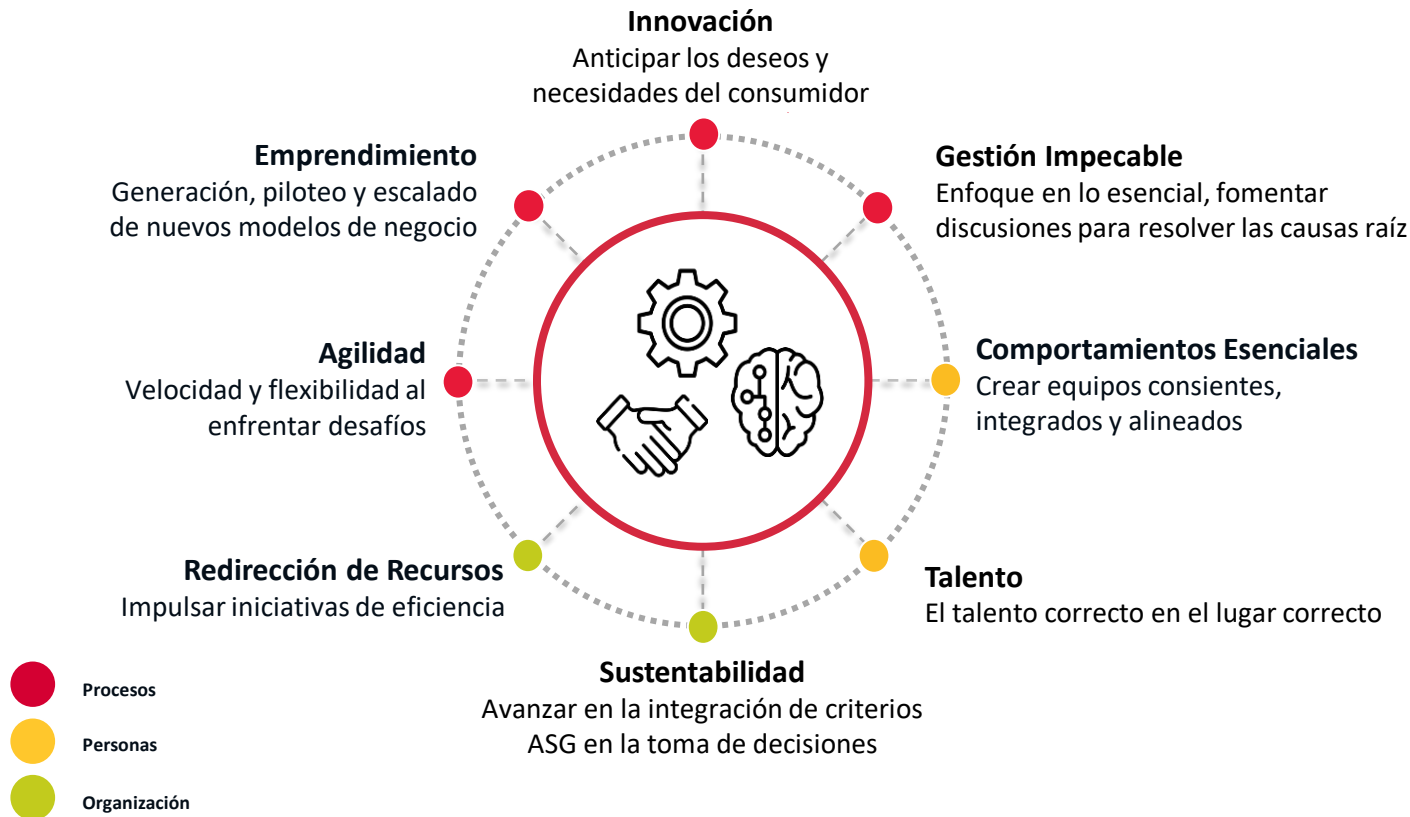 Innovación
Anticipar los deseos y
necesidades del consumidor
Emprendimiento
Generación, piloteo y escalado
de nuevos modelos de negocio
Gestión Impecable
Enfoque en lo esencial, fomentar
discusiones para resolver las causas raíz
Agilidad
Velocidad y flexibilidad al
enfrentar desafíos
Comportamientos Esenciales
Crear equipos consientes,
integrados y alineados
Redirección de Recursos
Impulsar iniciativas de eficiencia
Talento
El talento correcto en el lugar correcto
Sustentabilidad
Avanzar en la integración de criterios
ASG en la toma de decisiones
Procesos
Personas
Organización